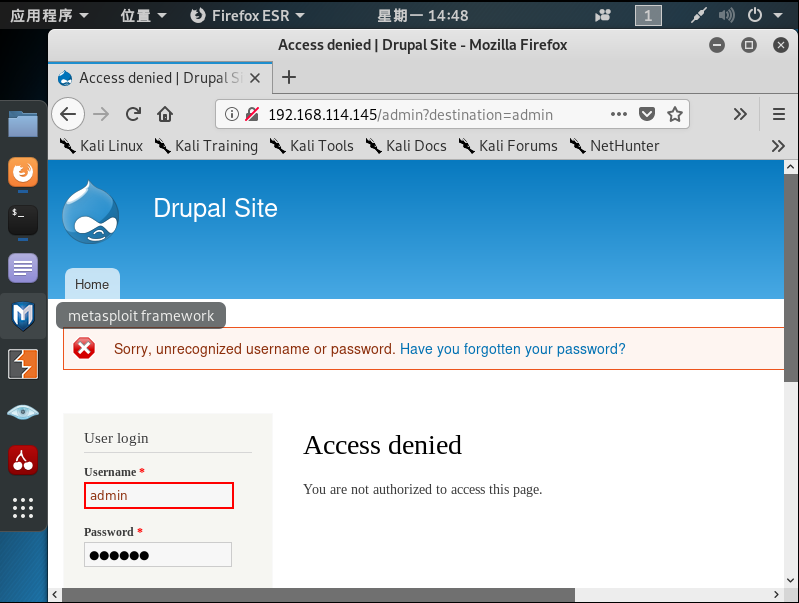 应用程序 位置 Firefox ESR 星期一 14:48 1
Access denied | Drupal Site - Mozilla Firefox
Access denied | Drupal Si
192.168.114.145/admin?destination=admin
Kali Linux Kali Training Kali Tools Kali Docs Kali Forums NetHunter
Drupal Site
Home
metasploit framework
Sorry, unrecognized username or password. Have you forgotten your password?
User login
Access denied
Username *
admin
You are not authorized to access this page.
Password *